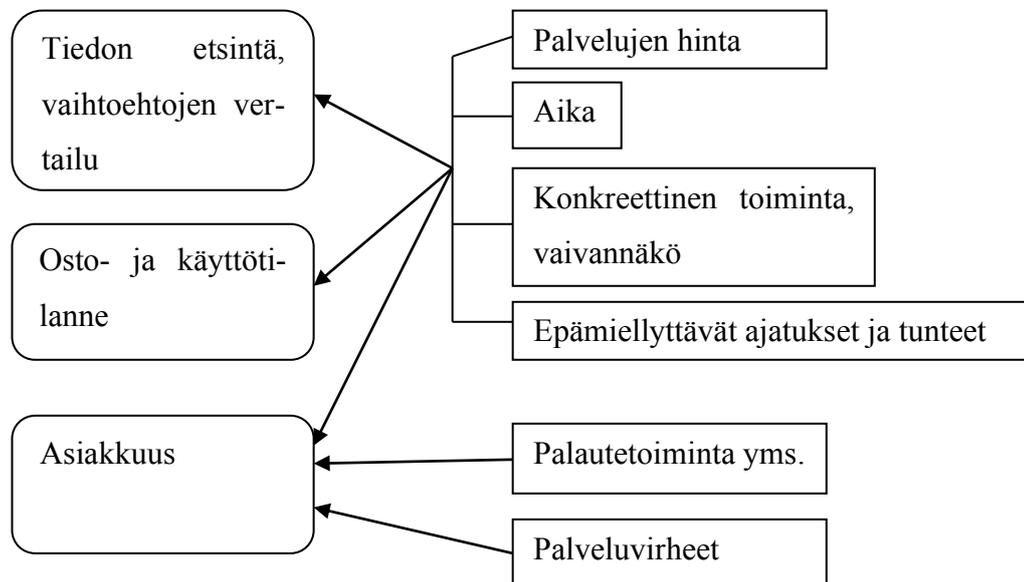 Tiedon etsintä,
vaihtoehtojen ver-
tailu
Osto- ja käyttöti-
lanne
Asiakkuus
Palvelujen hinta
Aika
Konkreettinen toiminta,
vaivannäkö
Epämiellyttävät ajatukset ja tunteet
Palautetoiminta yms.
Palveluvirheet